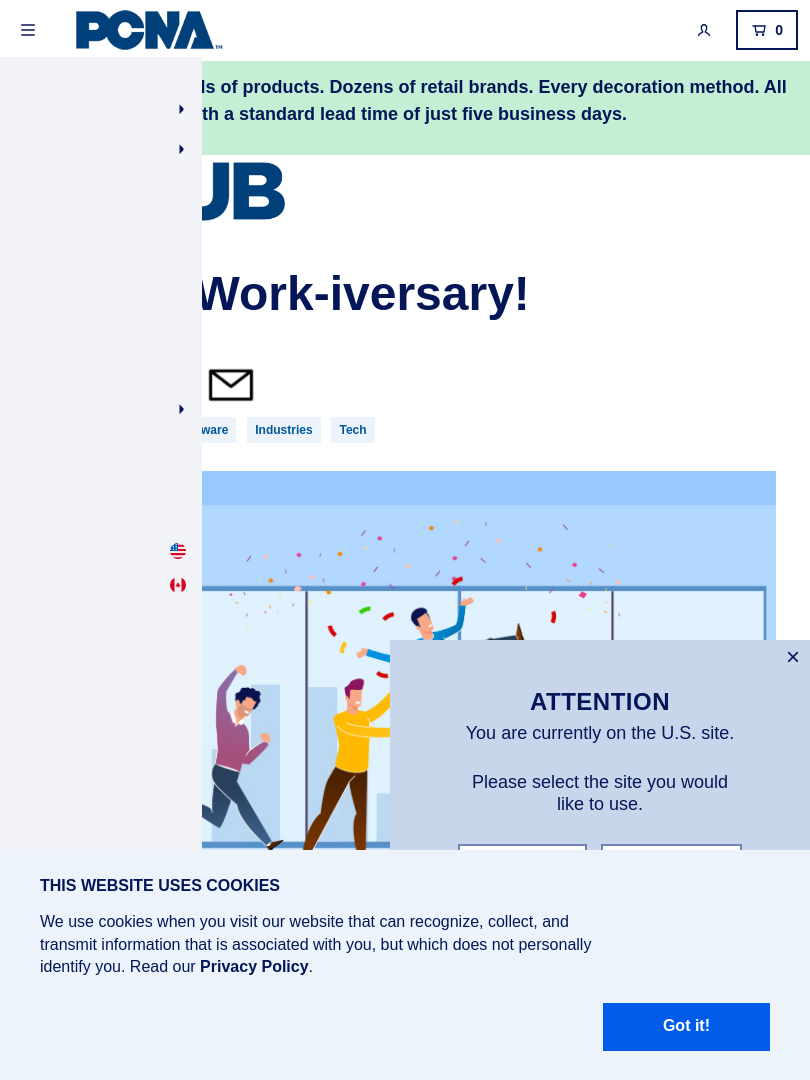 PCNA™
0
ls of products. Dozens of retail brands. Every decoration method. All
th a standard lead time of just five business days.
UB
Work-iversary!
ware
Industries
Tech
ATTENTION
You are currently on the U.S. site.
Please select the site you would
like to use.
THIS WEBSITE USES COOKIES
We use cookies when you visit our website that can recognize, collect, and
transmit information that is associated with you, but which does not personally
identify you. Read our Privacy Policy.
Got it!